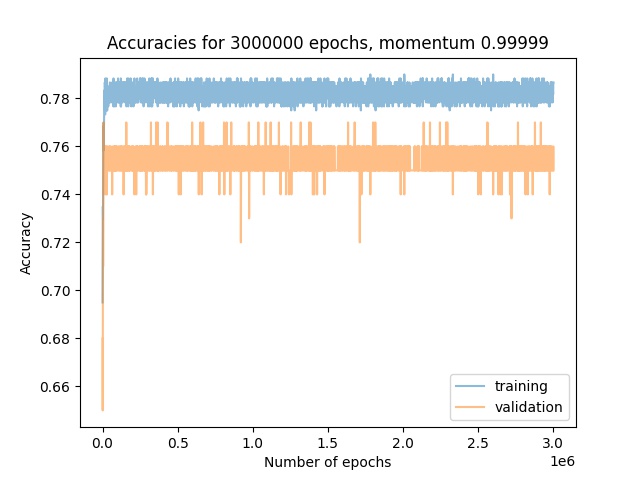 Accuracies for 3000000 epochs, momentum 0.99999
0.78
0.76
0.74
0.72
0.70
0.68
0.66
Accuracy
training
validation
0.0 0.5 1.0 1.5 2.0 2.5 3.0
1e6
Number of epochs